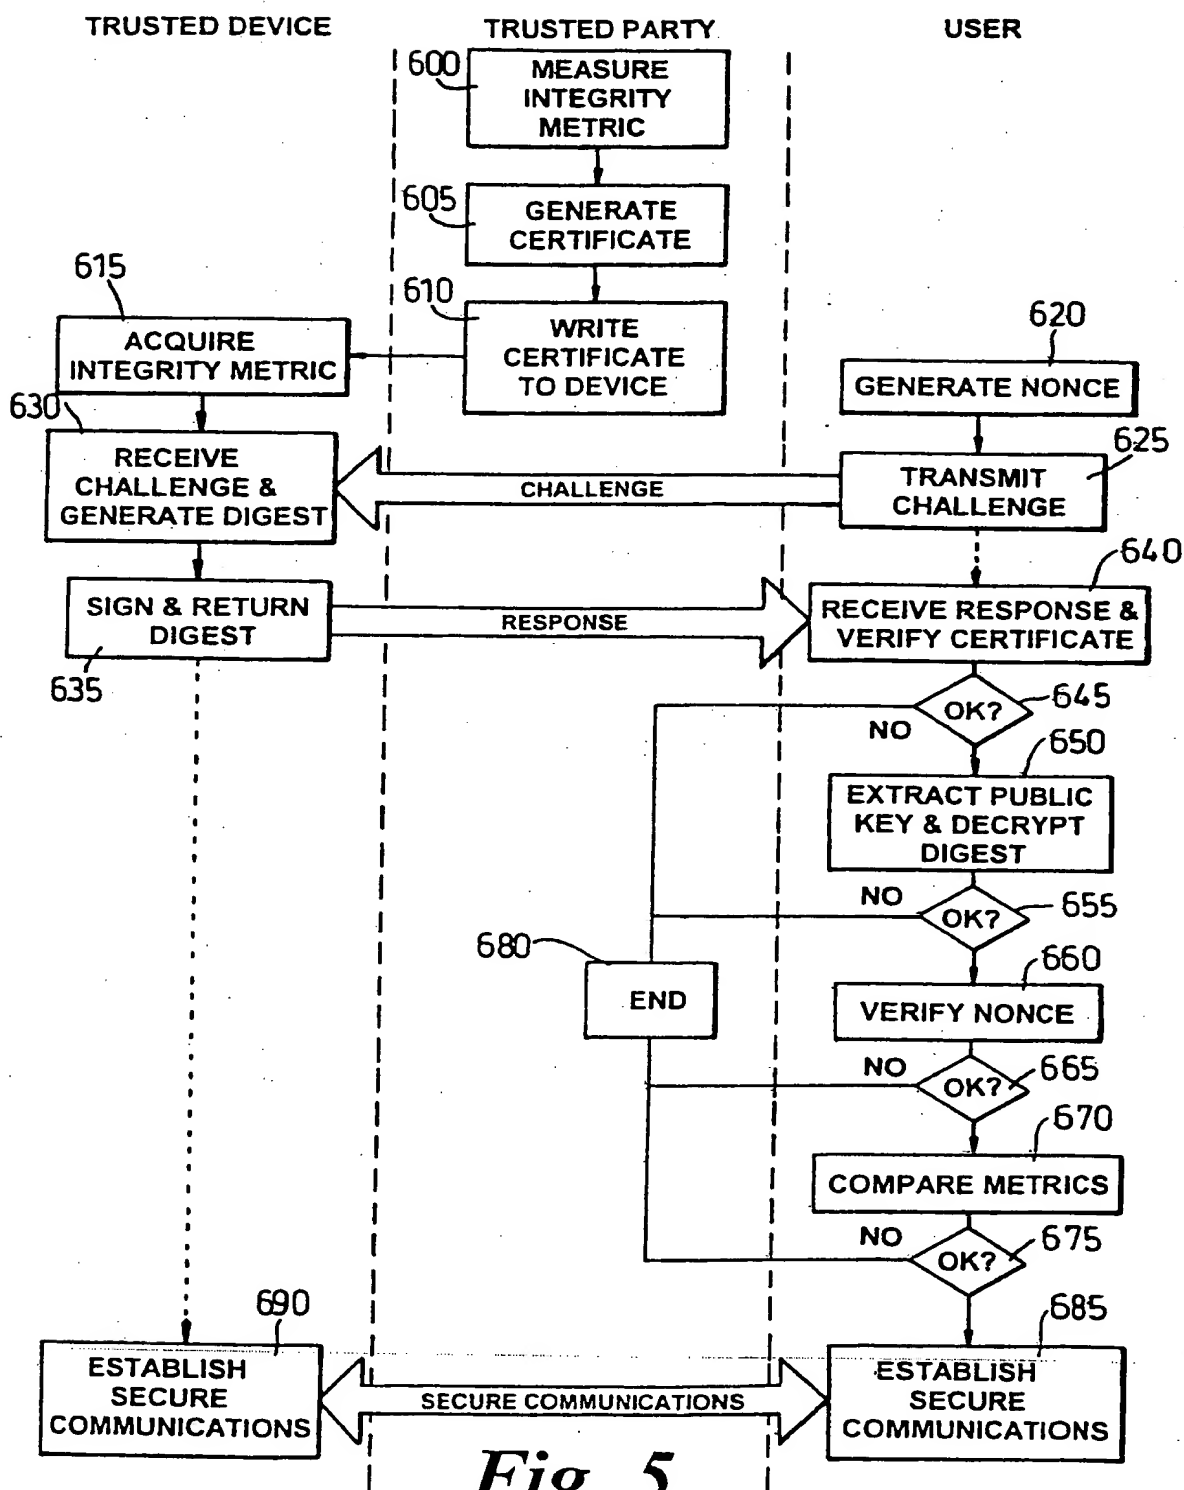 TRUSTED DEVICE
TRUSTED PARTY
USER
600
MEASURE
INTEGRITY
METRIC
605
GENERATE
CERTIFICATE
610
WRITE
CERTIFICATE
TO DEVICE
615
ACQUIRE
INTEGRITY METRIC
620
GENERATE NONCE
625
TRANSMIT
CHALLENGE
CHALLENGE
630
RECEIVE
CHALLENGE &
GENERATE DIGEST
SIGN & RETURN
DIGEST
635
RESPONSE
640
RECEIVE RESPONSE &
VERIFY CERTIFICATE
OK?
645
NO
650
EXTRACT PUBLIC
KEY & DECRYPT
DIGEST
NO
OK?
655
680
END
660
VERIFY NONCE
NO
OK?
665
670
COMPARE METRICS
NO
OK?
675
690
ESTABLISH
SECURE
COMMUNICATIONS
SECURE COMMUNICATIONS
685
ESTABLISH
SECURE
COMMUNICATIONS
Fig. 5